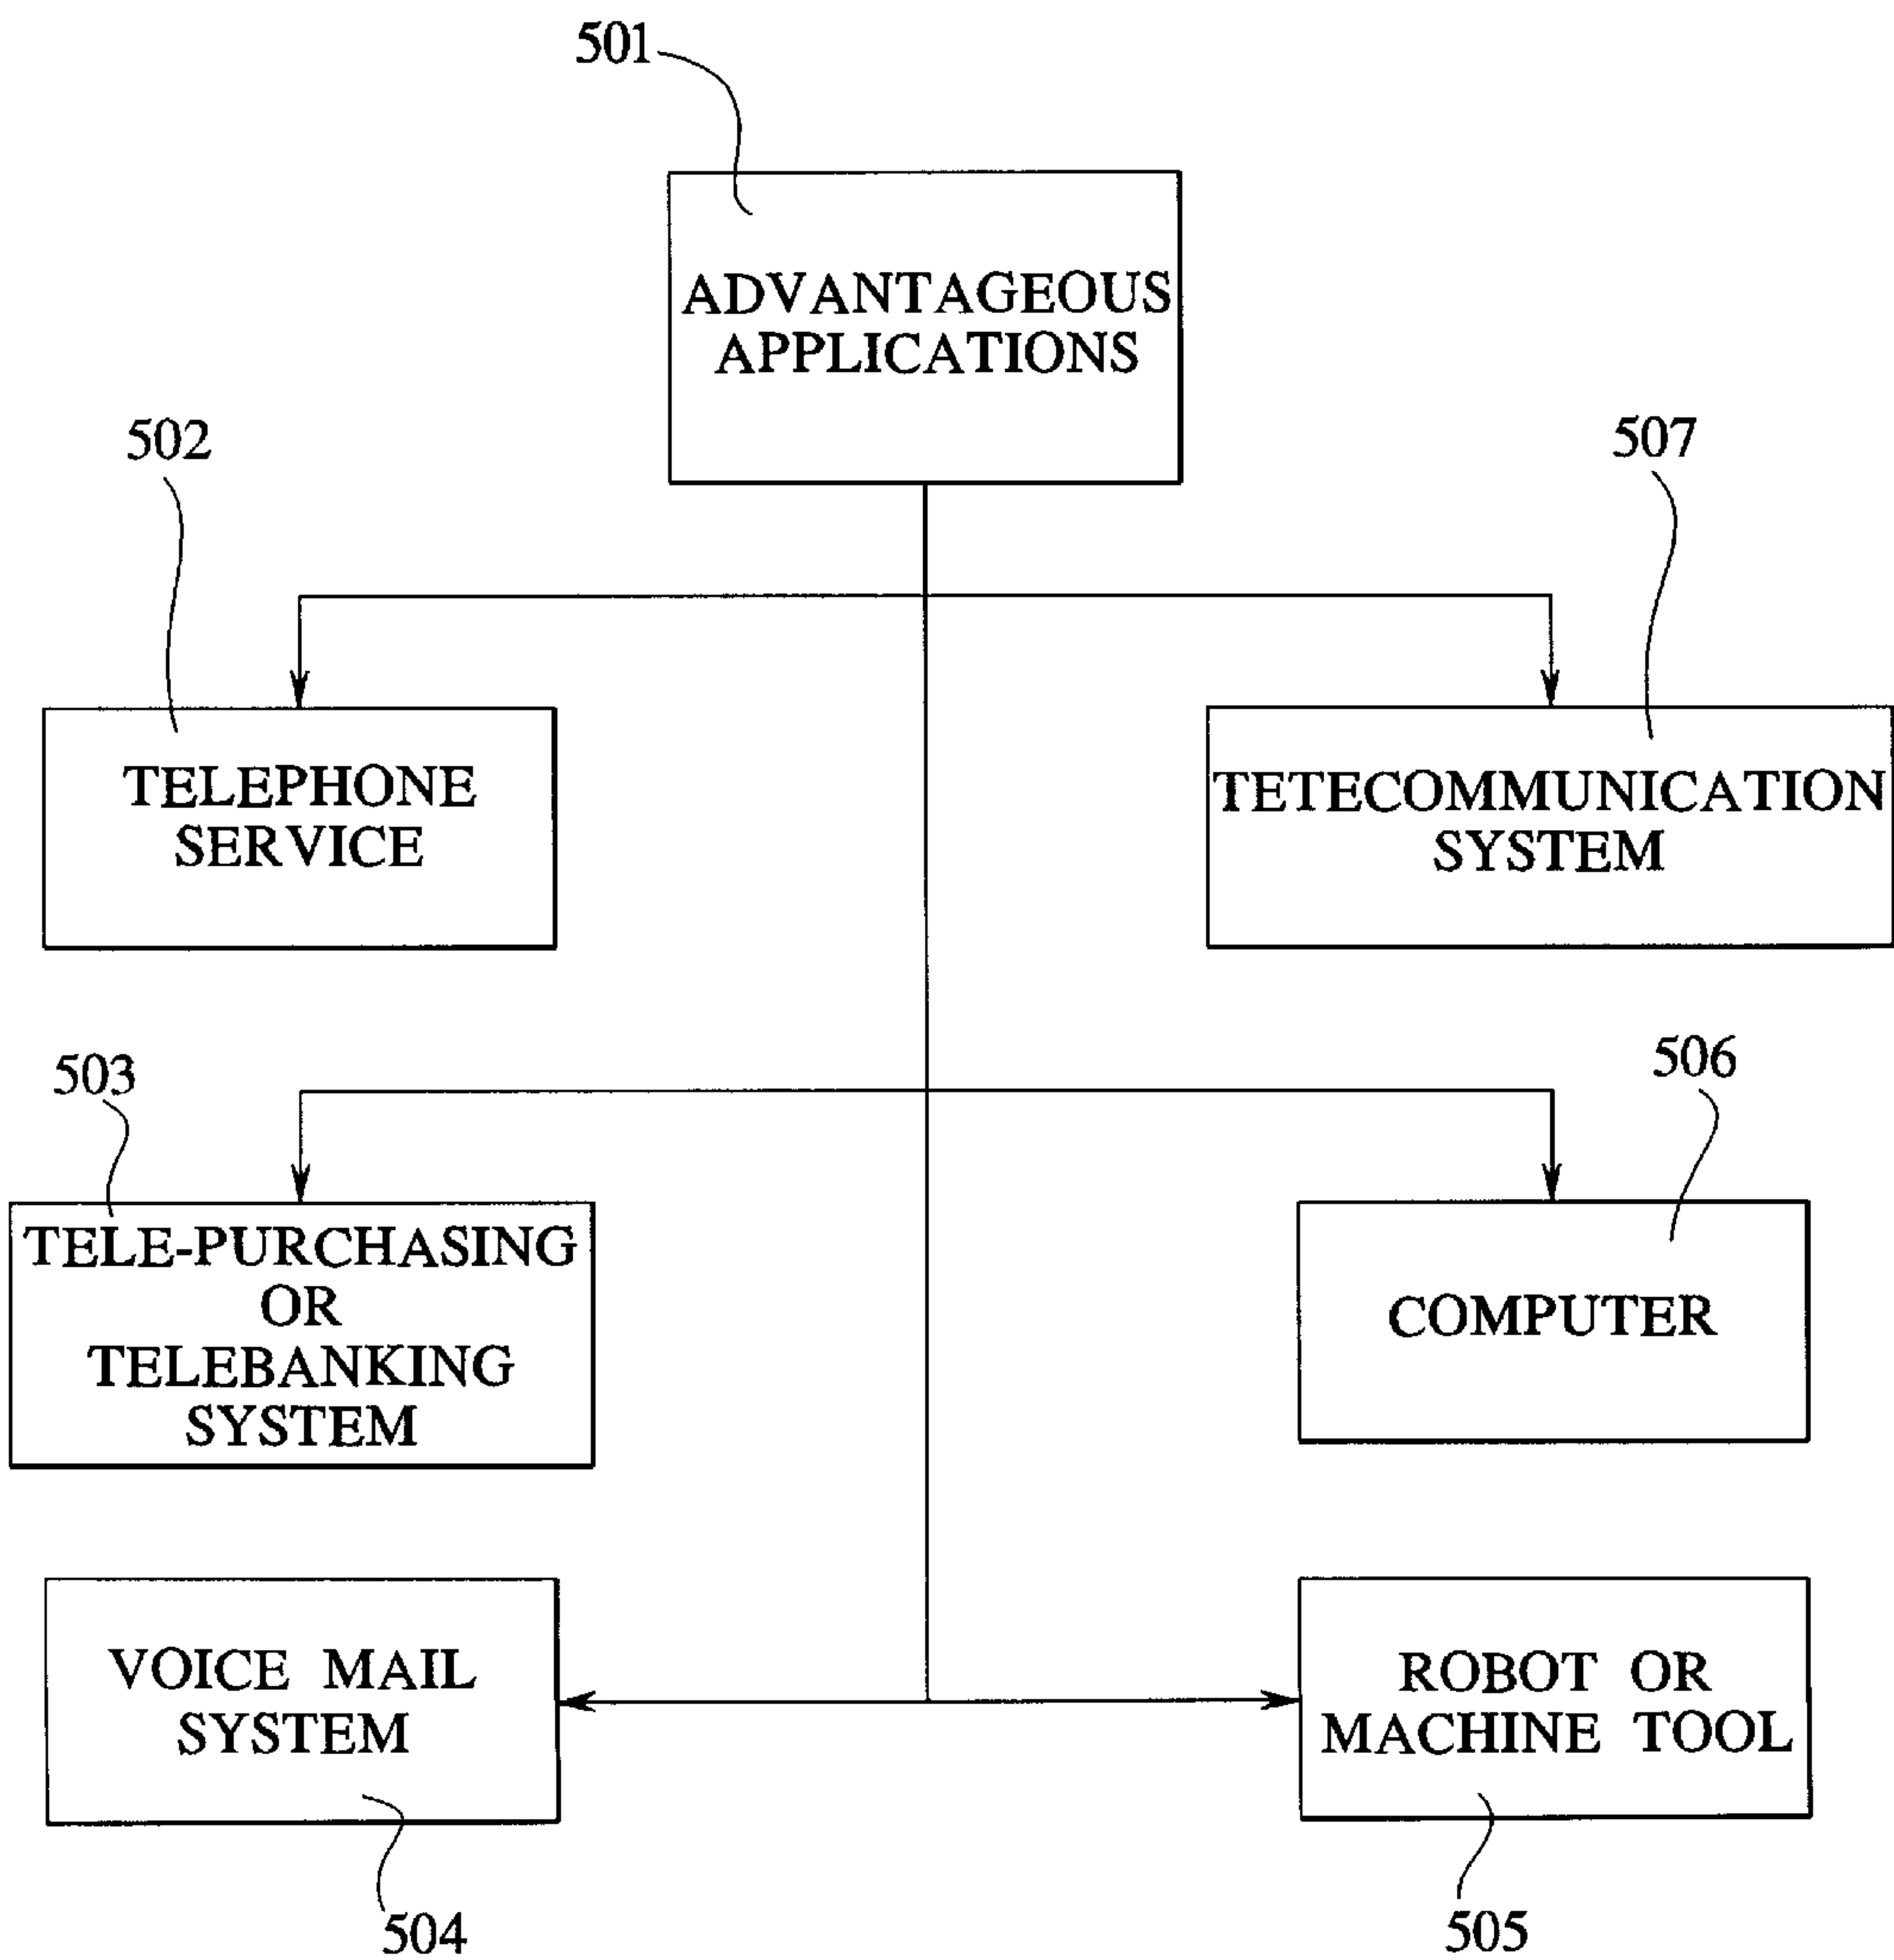 501
ADVANTAGEOUS
APPLICATIONS
502
507
TELEPHONE
SERVICE
TETECOMMUNICATION
SYSTEM
503
506
TELE-PURCHASING
OR
TELEBANKING
SYSTEM
COMPUTER
VOICE MAIL
SYSTEM
ROBOT OR
MACHINE TOOL
504
505